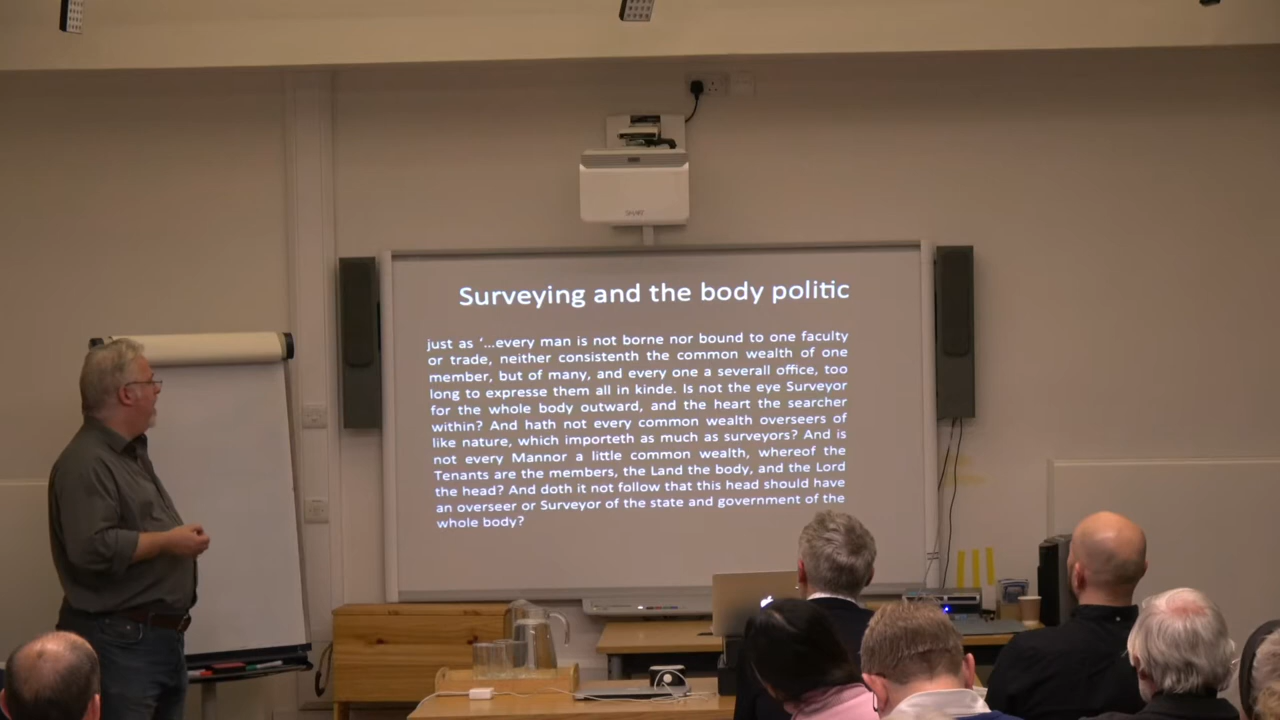 SMART
Surveying and the body politic
just as ‘...every man is not borne nor bound to one faculty
or trade, neither consistenth the common wealth of one
member, but of many, and every one a severall office, too
long to expresse them all in kinde. Is not the eye Surveyor
for the whole body outward, and the heart the searcher
within? And hath not every common wealth overseers of
like nature, which importeth as much as surveyors? And is
not every Mannor a little common wealth, whereof the
Tenants are the members, the Land the body, and the Lord
the head? And doth it not follow that this head should have
an overseer or Surveyor of the state and government of the
whole body?